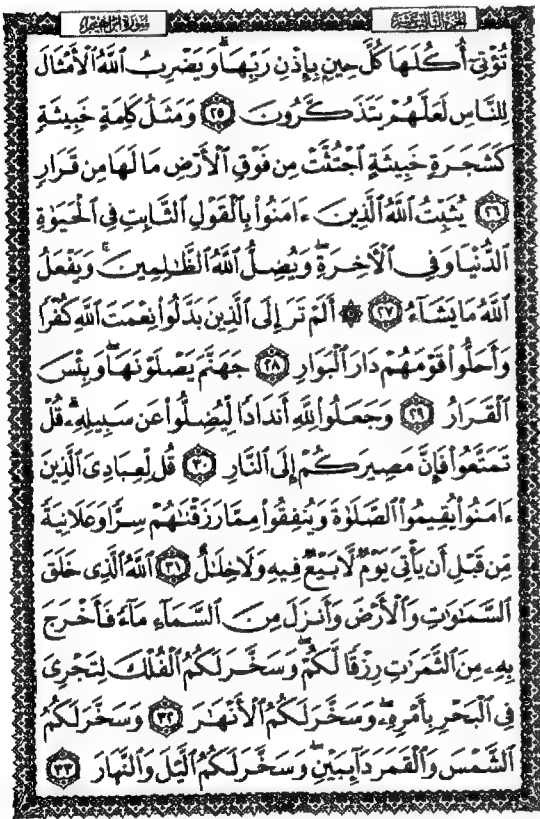 سُورَةُ إِبْرَاهِيمَ الجزء الثالث عشر
تُؤْتِىٓ أُكُلَهَا كُلَّ حِينٍۭ بِإِذْنِ رَبِّهَا ۗ وَيَضْرِبُ ٱللَّهُ ٱلْأَمْثَالَ
لِلنَّاسِ لَعَلَّهُمْ يَتَذَكَّرُونَ ٢٥ وَمَثَلُ كَلِمَةٍ خَبِيثَةٍ
كَشَجَرَةٍ خَبِيثَةٍ ٱجْتُثَّتْ مِن فَوْقِ ٱلْأَرْضِ مَا لَهَا مِن قَرَارٍ
٢٦ يُثَبِّتُ ٱللَّهُ ٱلَّذِينَ ءَامَنُوا۟ بِٱلْقَوْلِ ٱلثَّابِتِ فِى ٱلْحَيَوٰةِ
ٱلدُّنْيَا وَفِى ٱلْأَخِرَةِ ۖ وَيُضِلُّ ٱللَّهُ ٱلظَّٰلِمِينَ ۚ وَيَفْعَلُ
ٱللَّهُ مَا يَشَآءُ ٢٧ ۞ أَلَمْ تَرَ إِلَى ٱلَّذِينَ بَدَّلُوا۟ نِعْمَتَ ٱللَّهِ كُفْرًا
وَأَحَلُّوا۟ قَوْمَهُمْ دَارَ ٱلْبَوَارِ ٢٨ جَهَنَّمَ يَصْلَوْنَهَا ۖ وَبِئْسَ
ٱلْقَرَارُ ٢٩ وَجَعَلُوا۟ لِلَّهِ أَندَادًا لِّيُضِلُّوا۟ عَن سَبِيلِهِۦ ۗ قُلْ
تَمَتَّعُوا۟ فَإِنَّ مَصِيرَكُمْ إِلَى ٱلنَّارِ ٣٠ قُل لِّعِبَادِىَ ٱلَّذِينَ
ءَامَنُوا۟ يُقِيمُوا۟ ٱلصَّلَوٰةَ وَيُنفِقُوا۟ مِمَّا رَزَقْنَٰهُمْ سِرًّا وَعَلَانِيَةً
مِّن قَبْلِ أَن يَأْتِىَ يَوْمٌ لَّا بَيْعٌ فِيهِ وَلَا خِلَٰلٌ ٣١ ٱللَّهُ ٱلَّذِى خَلَقَ
ٱلسَّمَٰوَٰتِ وَٱلْأَرْضَ وَأَنزَلَ مِنَ ٱلسَّمَآءِ مَآءً فَأَخْرَجَ
بِهِۦ مِنَ ٱلثَّمَرَٰتِ رِزْقًا لَّكُمْ ۖ وَسَخَّرَ لَكُمُ ٱلْفُلْكَ لِتَجْرِىَ
فِى ٱلْبَحْرِ بِأَمْرِهِۦ ۖ وَسَخَّرَ لَكُمُ ٱلْأَنْهَٰرَ ٣٢ وَسَخَّرَ لَكُمُ
ٱلشَّمْسَ وَٱلْقَمَرَ دَآئِبَيْنِ ۖ وَسَخَّرَ لَكُمُ ٱلَّيْلَ وَٱلنَّهَارَ ٣٣